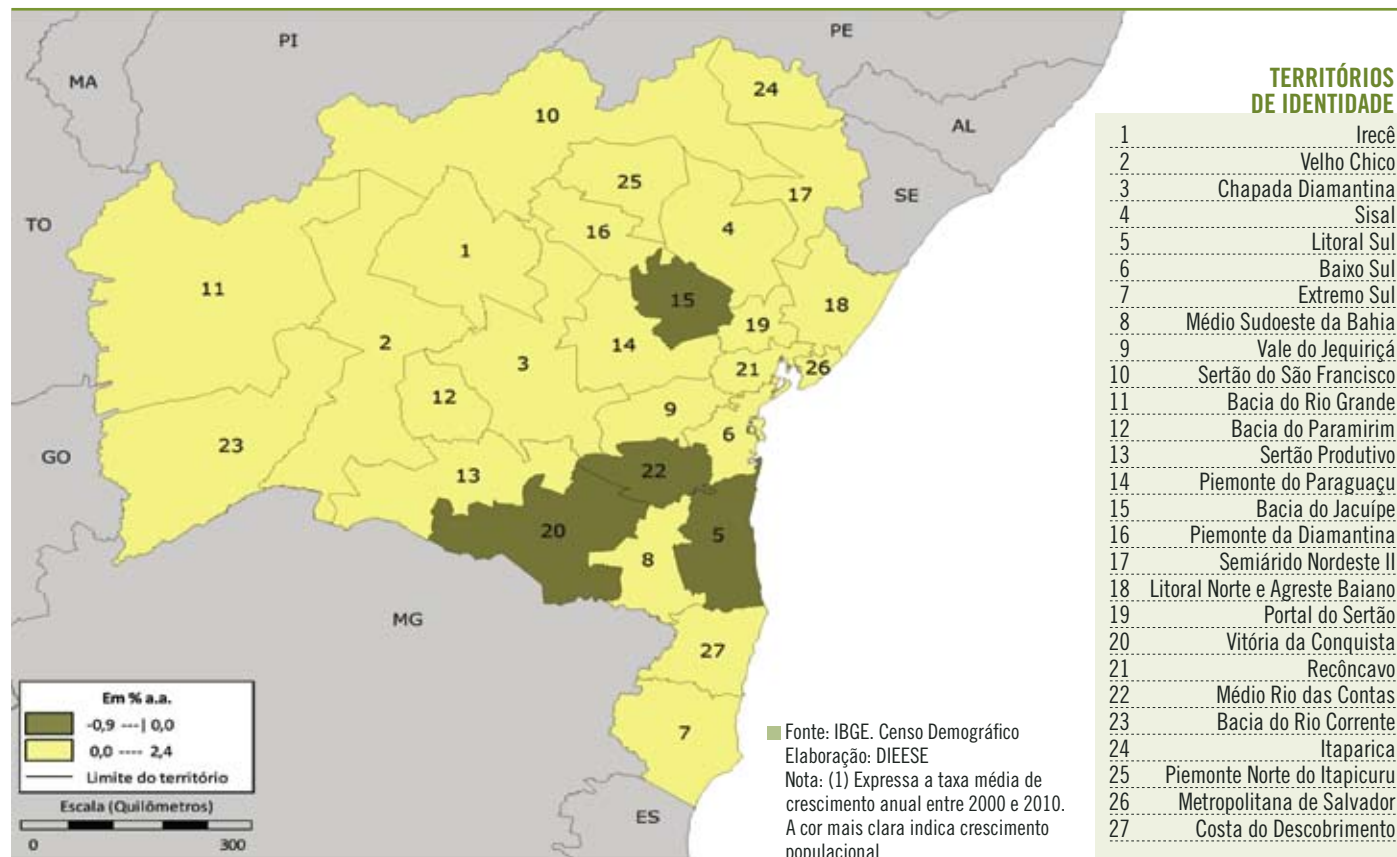 PI
PE
MA
24
10
AL
25
17
SE
TO
16
4
1
11
15
18
19
2
14
3
21
26
12
9
6
23
GO
22
13
20
5
8
MG
27
7
ES
Em % a.a.
-0,9 ---| 0,0
0,0 ---- 2,4
Limite do território
Escala (Quilômetros)
0 300
Fonte: IBGE. Censo Demográfico
Elaboração: DIEESE
Nota: (1) Expressa a taxa média de
crescimento anual entre 2000 e 2010.
A cor mais clara indica crescimento
populacional
TERRITÓRIOS
DE IDENTIDADE
1 Irecê
2 Velho Chico
3 Chapada Diamantina
4 Sisal
5 Litoral Sul
6 Baixo Sul
7 Extremo Sul
8 Médio Sudoeste da Bahia
9 Vale do Jequiriçá
10 Sertão do São Francisco
11 Bacia do Rio Grande
12 Bacia do Paramirim
13 Sertão Produtivo
14 Piemonte do Paraguaçu
15 Bacia do Jacuípe
16 Piemonte da Diamantina
17 Semiárido Nordeste II
18 Litoral Norte e Agreste Baiano
19 Portal do Sertão
20 Vitória da Conquista
21 Recôncavo
22 Médio Rio das Contas
23 Bacia do Rio Corrente
24 Itaparica
25 Piemonte Norte do Itapicuru
26 Metropolitana de Salvador
27 Costa do Descobrimento